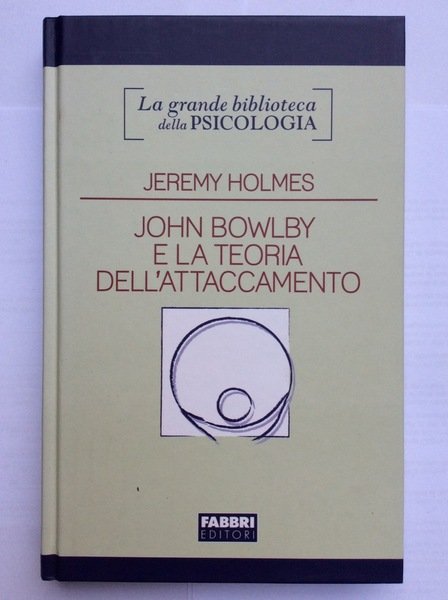 La grande biblioteca
della PSICOLOGIA
JEREMY HOLMES
JOHN BOWLBY
E LA TEORIA
DELL'ATTACCAMENTO
FABBRI
EDITORI